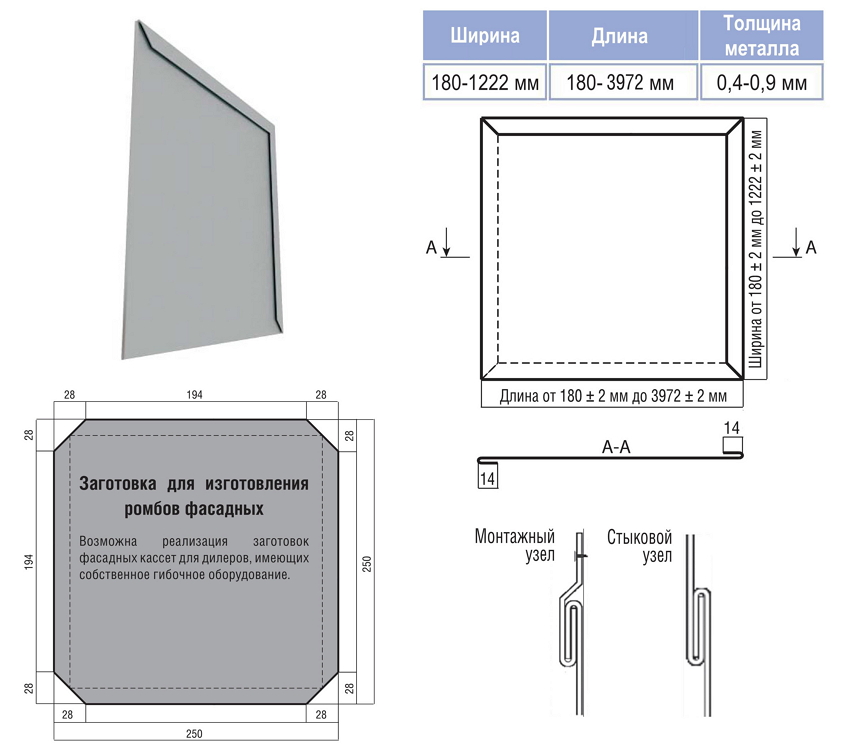 Ширина Длина Толщина металла
180-1222 мм 180-3972 мм 0,4-0,9 мм
А А
Ширина от 180 ± 2 мм до 1222 ± 2 мм
Длина от 180 ± 2 мм до 3972 ± 2 мм
14
А-А
14
28 194 28
28 28
Заготовка для изготовления
ромбов фасадных
Возможна реализация заготовок
фасадных кассет для дилеров, имеющих
собственное гибочное оборудование.
194 250
28 28
28 28
250
Монтажный
узел
Стыковой
узел